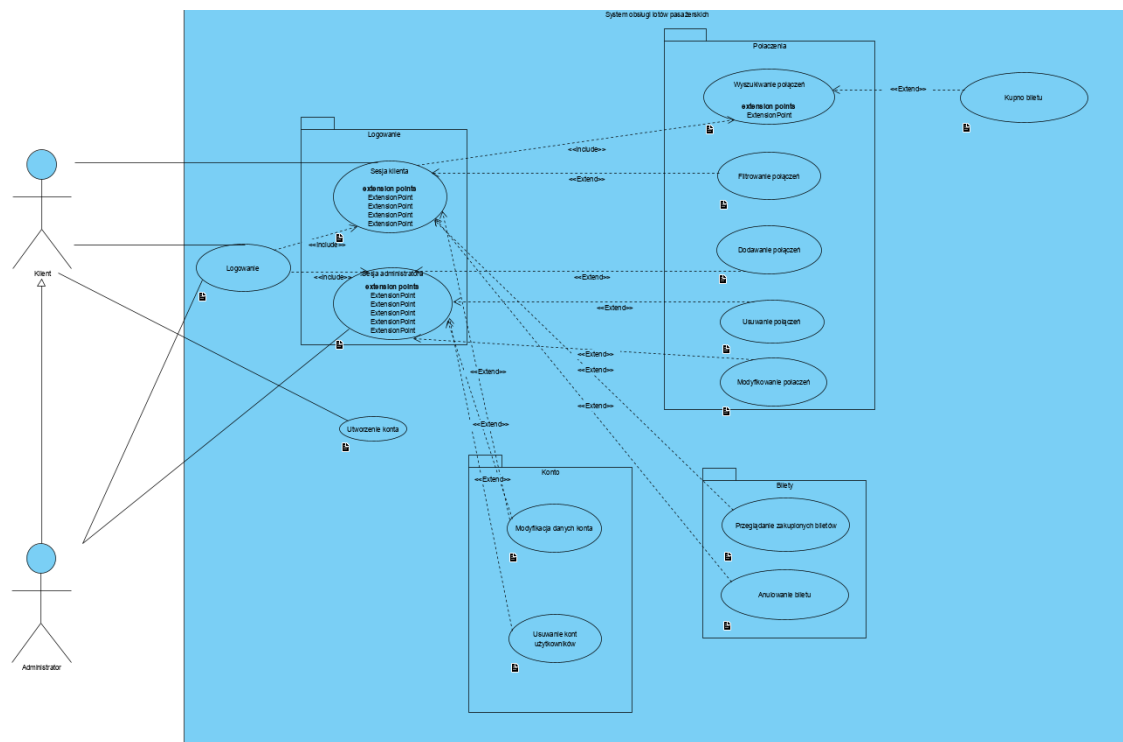 System obsługi lotów pasażerskich
Połaczenia
Wyszukiwanie połączeń
extension points
ExtensionPoint
<<Extend>>
Kupno biletu
Logowanie
<<Include>>
Sesja klienta
extension points
ExtensionPoint
ExtensionPoint
ExtensionPoint
ExtensionPoint
<<Extend>>
Filtrowanie połączeń
Klient
Logowanie
<<Include>>
<<Include>>
Sesja administratora
extension points
ExtensionPoint
ExtensionPoint
ExtensionPoint
ExtensionPoint
ExtensionPoint
<<Extend>>
Dodawanie połączeń
<<Extend>>
Usuwanie połączeń
<<Extend>>
<<Extend>>
<<Extend>>
Modyfikowanie polaczeń
<<Extend>>
Utworzenie konta
<<Extend>>
<<Extend>>
Konto
Modyfikacja danych konta
Usuwanie kont
użytkowników
Bilety
Przeglądanie zakuplonych biletów
Anulowanie biletu
Administrator